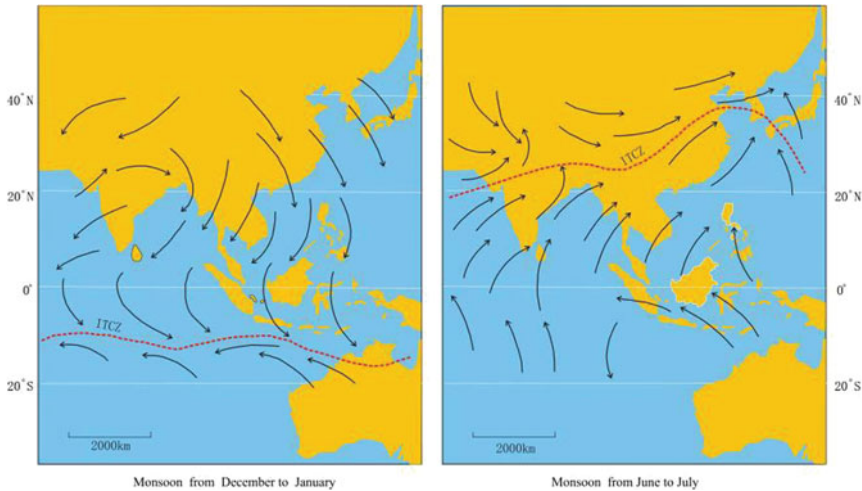 40°N
20°N
0°
20°S
ITCZ
2000km
Monsoon from December to January
ITCZ
2000km
40°N
20°N
0°
20°S
Monsoon from June to July